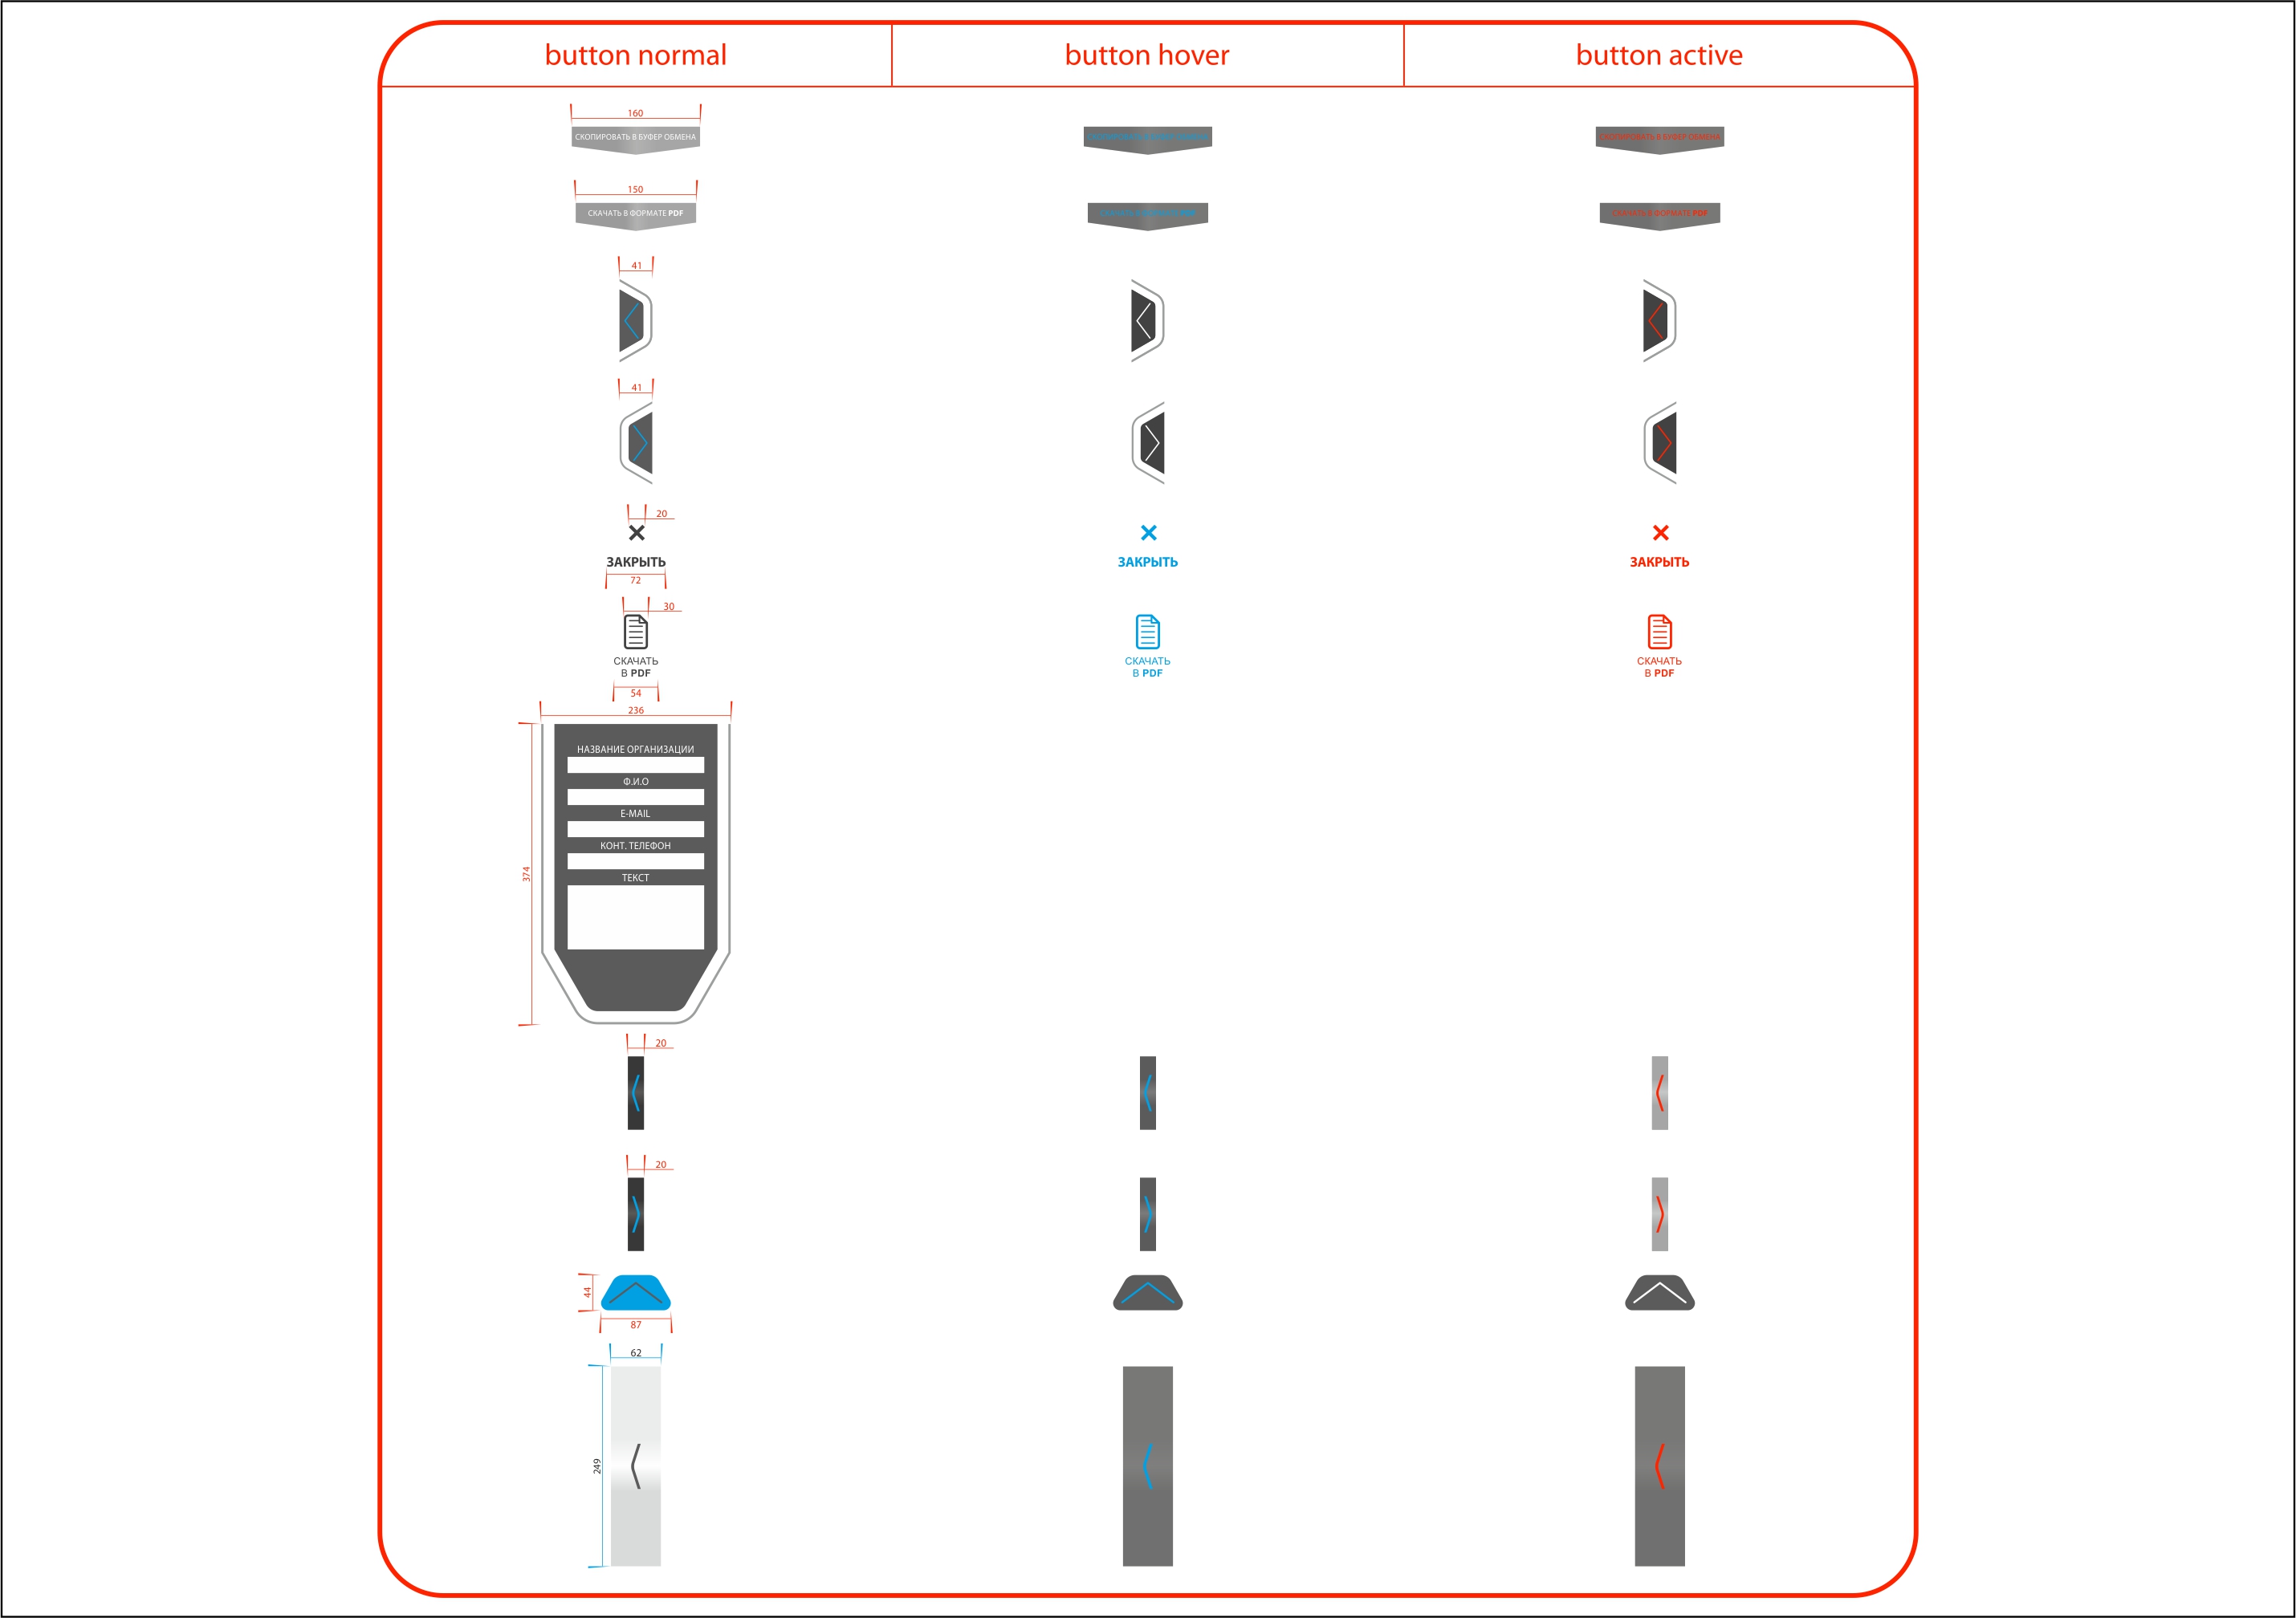 button normal
button hover
button active
160
СКОПИРОВАТЬ В БУФЕР ОБМЕНА
СКОПИРОВАТЬ В БУФЕР ОБМЕНА
СКОПИРОВАТЬ В БУФЕР ОБМЕНА
150
СКАЧАТЬ В ФОРМАТЕ PDF
СКАЧАТЬ В ФОРМАТЕ PDF
СКАЧАТЬ В ФОРМАТЕ PDF
41
41
20
ЗАКРЫТЬ
ЗАКРЫТЬ
ЗАКРЫТЬ
72
30
СКАЧАТЬ
В PDF
СКАЧАТЬ
В PDF
СКАЧАТЬ
В PDF
54
236
374
НАЗВАНИЕ ОРГАНИЗАЦИИ
Ф.И.О
E-MAIL
КОНТ. ТЕЛЕФОН
ТЕКСТ
20
20
44
87
62
249